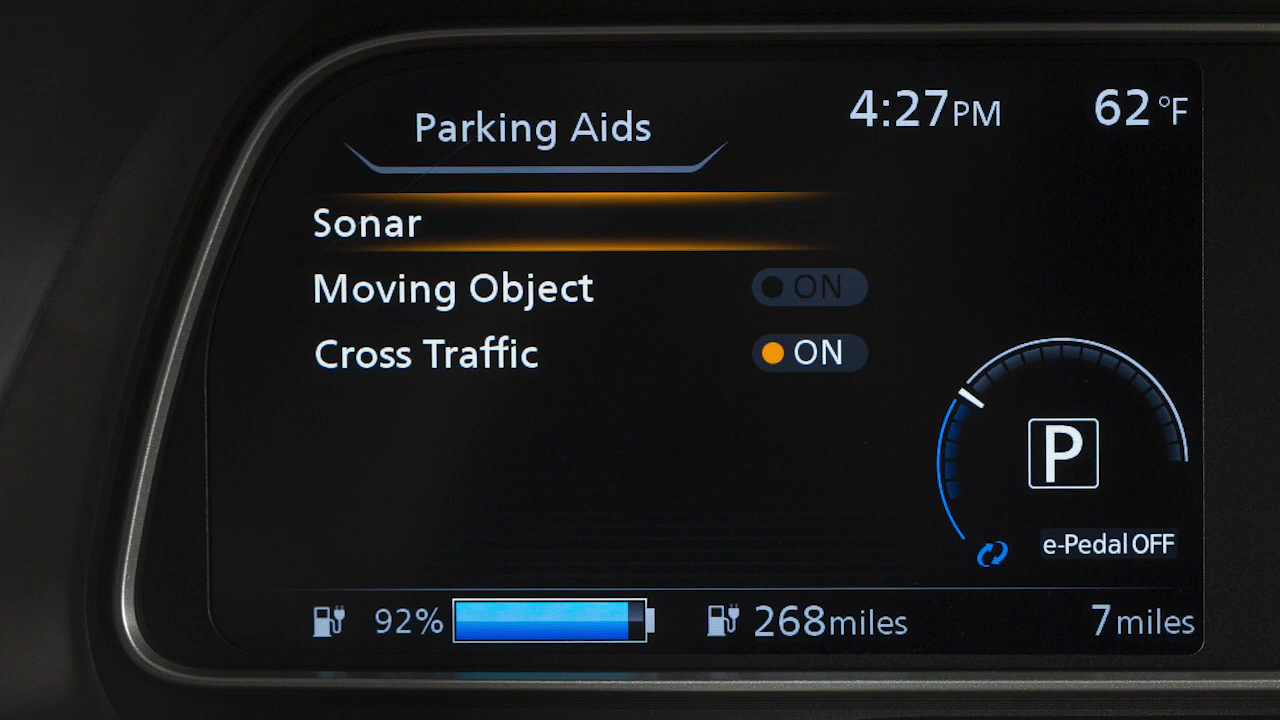 Parking Aids
4:27PM 62°F
Sonar
Moving Object ON
Cross Traffic ON
P
e-Pedal OFF
92% 268miles 7miles